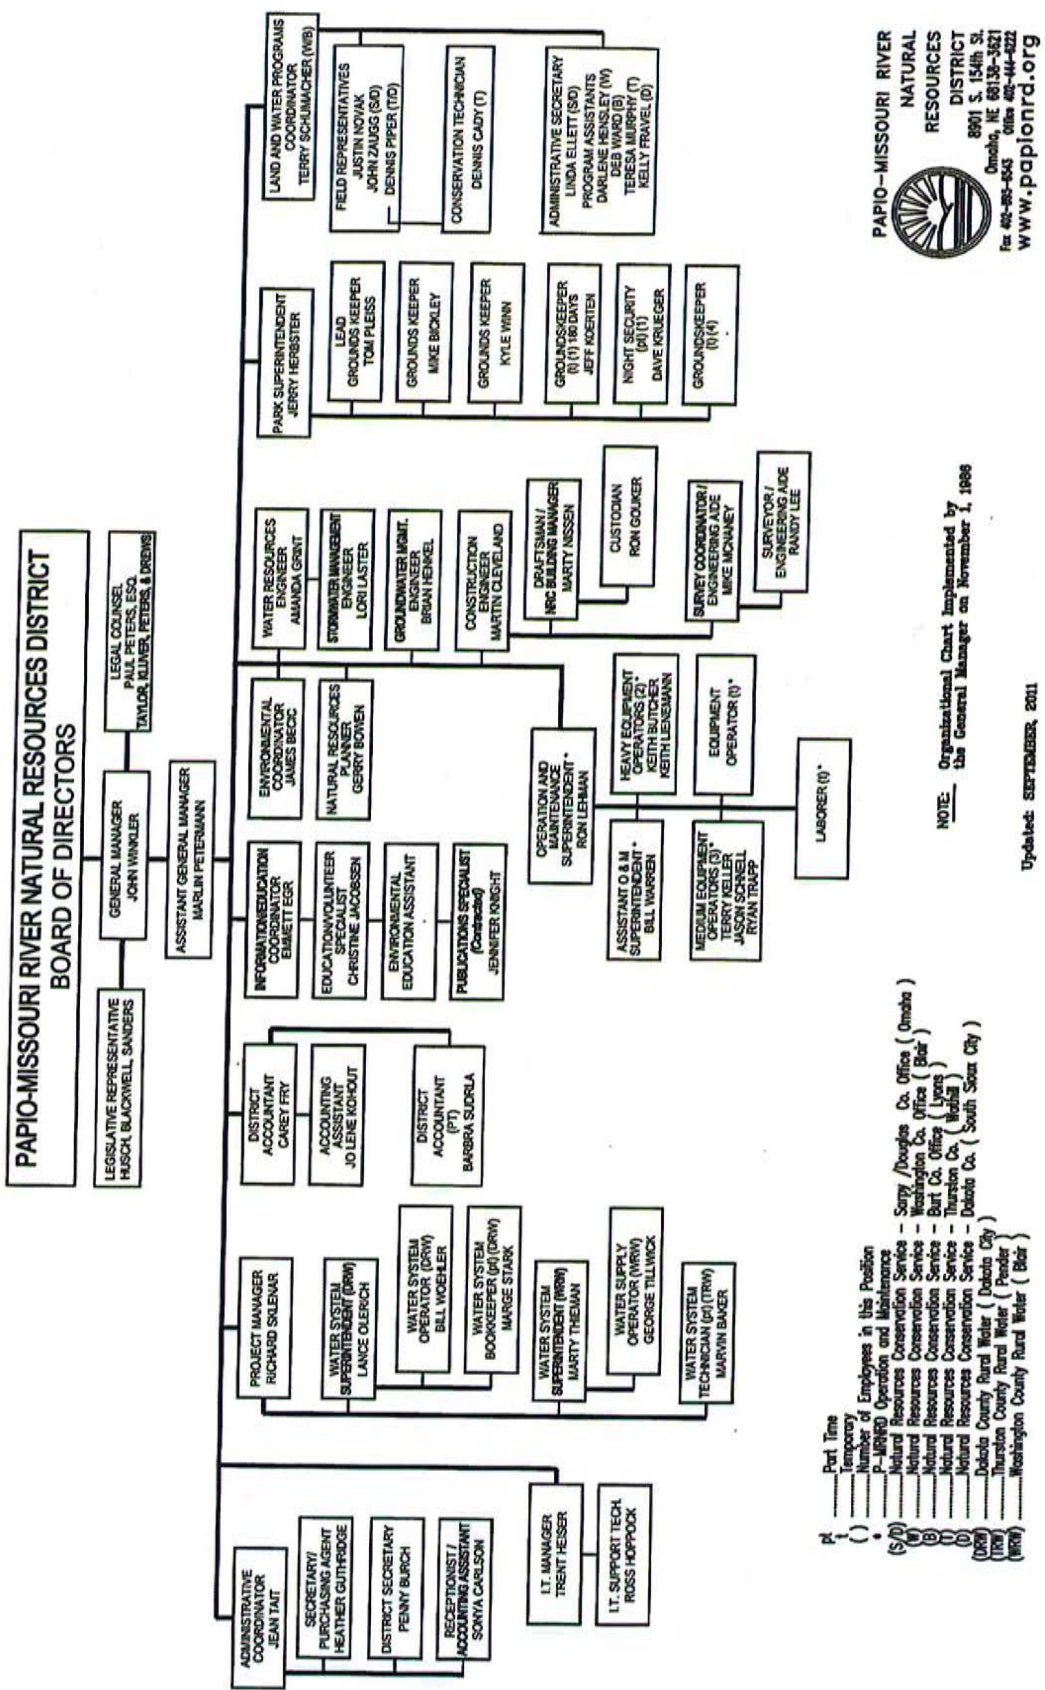 PAPIO-MISSOURI RIVER NATURAL RESOURCES DISTRICT
BOARD OF DIRECTORS
LEGISLATIVE REPRESENTATIVE
HUSCH, BLACKWELL, SANDERS
GENERAL MANAGER
JOHN WINKLER
LEGAL COUNSEL
PAUL PETERS, ESQ.
TAYLOR, KLUVER, PETERS, & DREWS
ASSISTANT GENERAL MANAGER
MARLIN PETERMANN
ADMINISTRATIVE
COORDINATOR
JEAN TAIT
SECRETARY/
PURCHASING AGENT
HEATHER GUTHRIDGE
DISTRICT SECRETARY
PENNY BURCH
RECEPTIONIST /
ACCOUNTING ASSISTANT
SONYA CARLSON
I.T. MANAGER
TRENT HEISER
I.T. SUPPORT TECH.
ROSS HOPPOCK
PROJECT MANAGER
RICHARD SKLENAR
WATER SYSTEM
SUPERINTENDENT (DRW)
LANCE OLERICH
WATER SYSTEM
OPERATOR (DRW)
BILL WOEHLER
WATER SYSTEM
BOOKKEEPER (pt) (DRW)
MARGE STARK
WATER SYSTEM
SUPERINTENDENT (WRW)
MARTY THIEMAN
WATER SUPPLY
OPERATOR (WRW)
GEORGE TILLWICK
WATER SYSTEM
TECHNICIAN (pt) (TRW)
MARVIN BAKER
DISTRICT
ACCOUNTANT
CAREY FRY
ACCOUNTING
ASSISTANT
JO LENE KOHOUT
DISTRICT
ACCOUNTANT
(PT)
BARBRA SUDRLA
INFORMATION/EDUCATION
COORDINATOR
EMMETT EGR
EDUCATION/VOLUNTEER
SPECIALIST
CHRISTINE JACOBSEN
ENVIRONMENTAL
EDUCATION ASSISTANT
PUBLICATIONS SPECIALIST
(Contracted)
JENNIFER KNIGHT
ENVIRONMENTAL
COORDINATOR
JAMES BECIC
NATURAL RESOURCES
PLANNER
GERRY BOWEN
WATER RESOURCES
ENGINEER
AMANDA GRINT
STORMWATER MANAGEMENT
ENGINEER
LORI LASTER
GROUNDWATER MGMT.
ENGINEER
BRIAN HENKEL
CONSTRUCTION
ENGINEER
MARTIN CLEVELAND
DRAFTSMAN /
NRC BUILDING MANAGER
MARTY NISSEN
CUSTODIAN
RON GOUKER
SURVEY COORDINATOR /
ENGINEERING AIDE
MIKE MCNANEY
SURVEYOR /
ENGINEERING AIDE
RANDY LEE
OPERATION AND
MAINTENANCE
SUPERINTENDENT *
RON LEHMAN
ASSISTANT O & M
SUPERINTENDENT *
BILL WARREN
HEAVY EQUIPMENT
OPERATORS (2) *
KEITH BUTCHER
KEITH LIENEMANN
MEDIUM EQUIPMENT
OPERATORS (3) *
TERRY KELLER
JASON SCHNELL
RYAN TRAPP
EQUIPMENT
OPERATOR (t) *
LABORER (t) *
PARK SUPERINTENDENT
JERRY HERBSTER
LEAD
GROUNDS KEEPER
TOM PLEISS
GROUNDS KEEPER
MIKE BICKLEY
GROUNDS KEEPER
KYLE WINN
GROUNDSKEEPER
(t) (1) 180 DAYS
JEFF KOERTEN
NIGHT SECURITY
(pt) (1)
DAVE KRUEGER
GROUNDSKEEPER
(t) (4)
LAND AND WATER PROGRAMS
COORDINATOR
TERRY SCHUMACHER (W/B)
FIELD REPRESENTATIVES
JUSTIN NOVAK
JOHN ZAUGG (S/D)
DENNIS PIPER (T/D)
CONSERVATION TECHNICIAN
DENNIS CADY (T)
ADMINISTRATIVE SECRETARY
LINDA ELLETT (S/D)
PROGRAM ASSISTANTS
DARLENE HENSLEY (W)
DEB WARD (B)
TERESA MURPHY (T)
KELLY FRAVEL (D)
pt ........ Part Time
t ........ Temporary
( ) ........ Number of Employees in this Position
* ........ P-MRNRD Operation and Maintenance
(S/D) ........ Natural Resources Conservation Service - Sarpy /Douglas Co. Office ( Omaha )
(W) ........ Natural Resources Conservation Service - Washington Co. Office ( Blair )
(B) ........ Natural Resources Conservation Service - Burt Co. Office ( Lyons )
(T) ........ Natural Resources Conservation Service - Thurston Co. ( Walthill )
(D) ........ Natural Resources Conservation Service - Dakota Co. ( South Sioux City )
(DRW) ........ Dakota County Rural Water ( Dakota City )
(TRW) ........ Thurston County Rural Water ( Pender )
(WRW) ........ Washington County Rural Water ( Blair )
NOTE: Organizational Chart Implemented by
the General Manager on November 1, 1986
Updated: SEPTEMBER, 2011
PAPIO-MISSOURI RIVER
NATURAL
RESOURCES
DISTRICT
8901 S. 154th St.
Omaha, NE 68138-3621
Fax 402-895-6543 Office 402-444-6222
www.papionrd.org